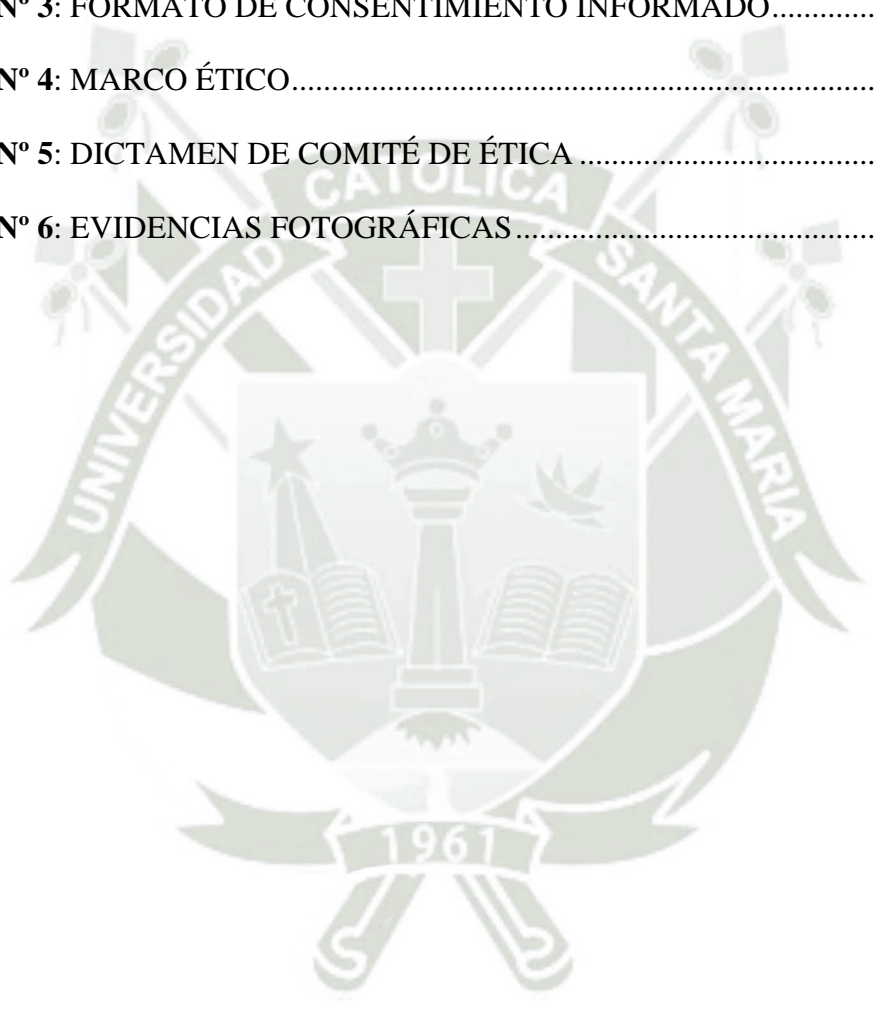 Nº 3: FORMATO DE CONSENTIMIENTO INFORMADO.............
Nº 4: MARCO ÉTICO........................................................................
Nº 5: DICTAMEN DE COMITÉ DE ÉTICA ....................................
Nº 6: EVIDENCIAS FOTOGRÁFICAS............................................
UNIVERSIDAD CATOLICA SANTA MARIA
1961